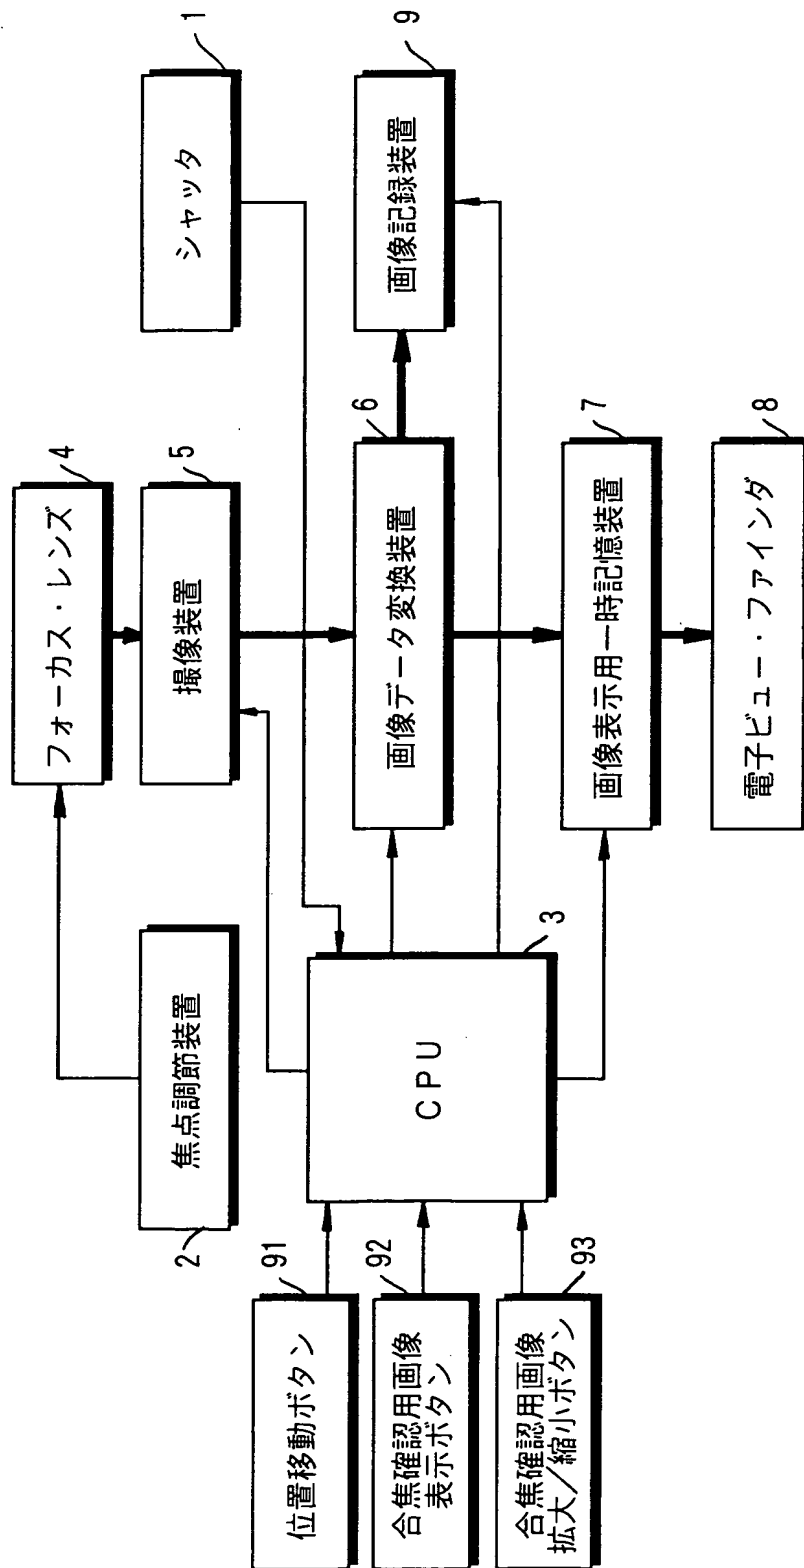 フォーカス・レンズ
4
シャッタ
1
焦点調節装置
2
撮像装置
5
位置移動ボタン
91
合焦確認用画像
表示ボタン
92
合焦確認用画像
拡大／縮小ボタン
93
CPU
3
画像データ変換装置
6
画像記録装置
9
画像表示用一時記憶装置
7
電子ビュー・ファインダ
8